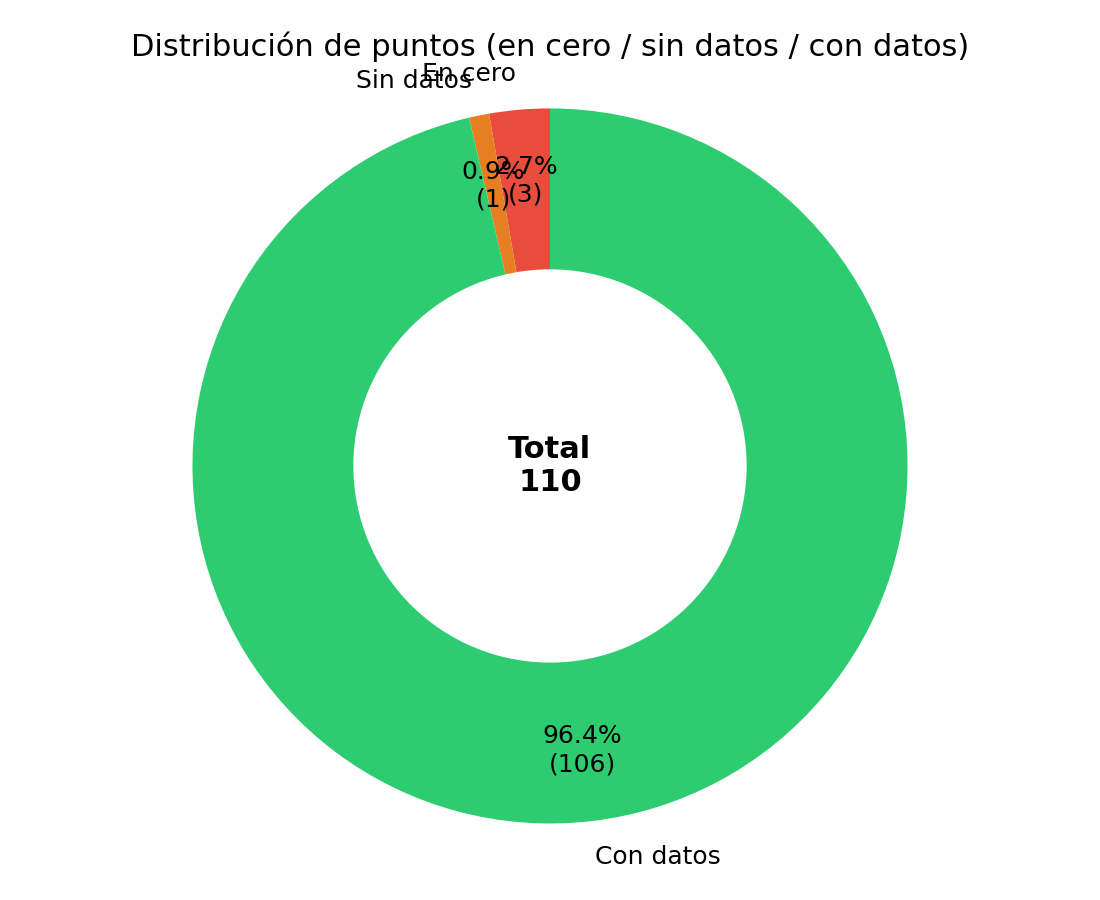 Distribución de puntos (en cero / sin datos / con datos)
En cero
Sin datos
0.9%
(1)
2.7%
(3)
Total
110
96.4%
(106)
Con datos